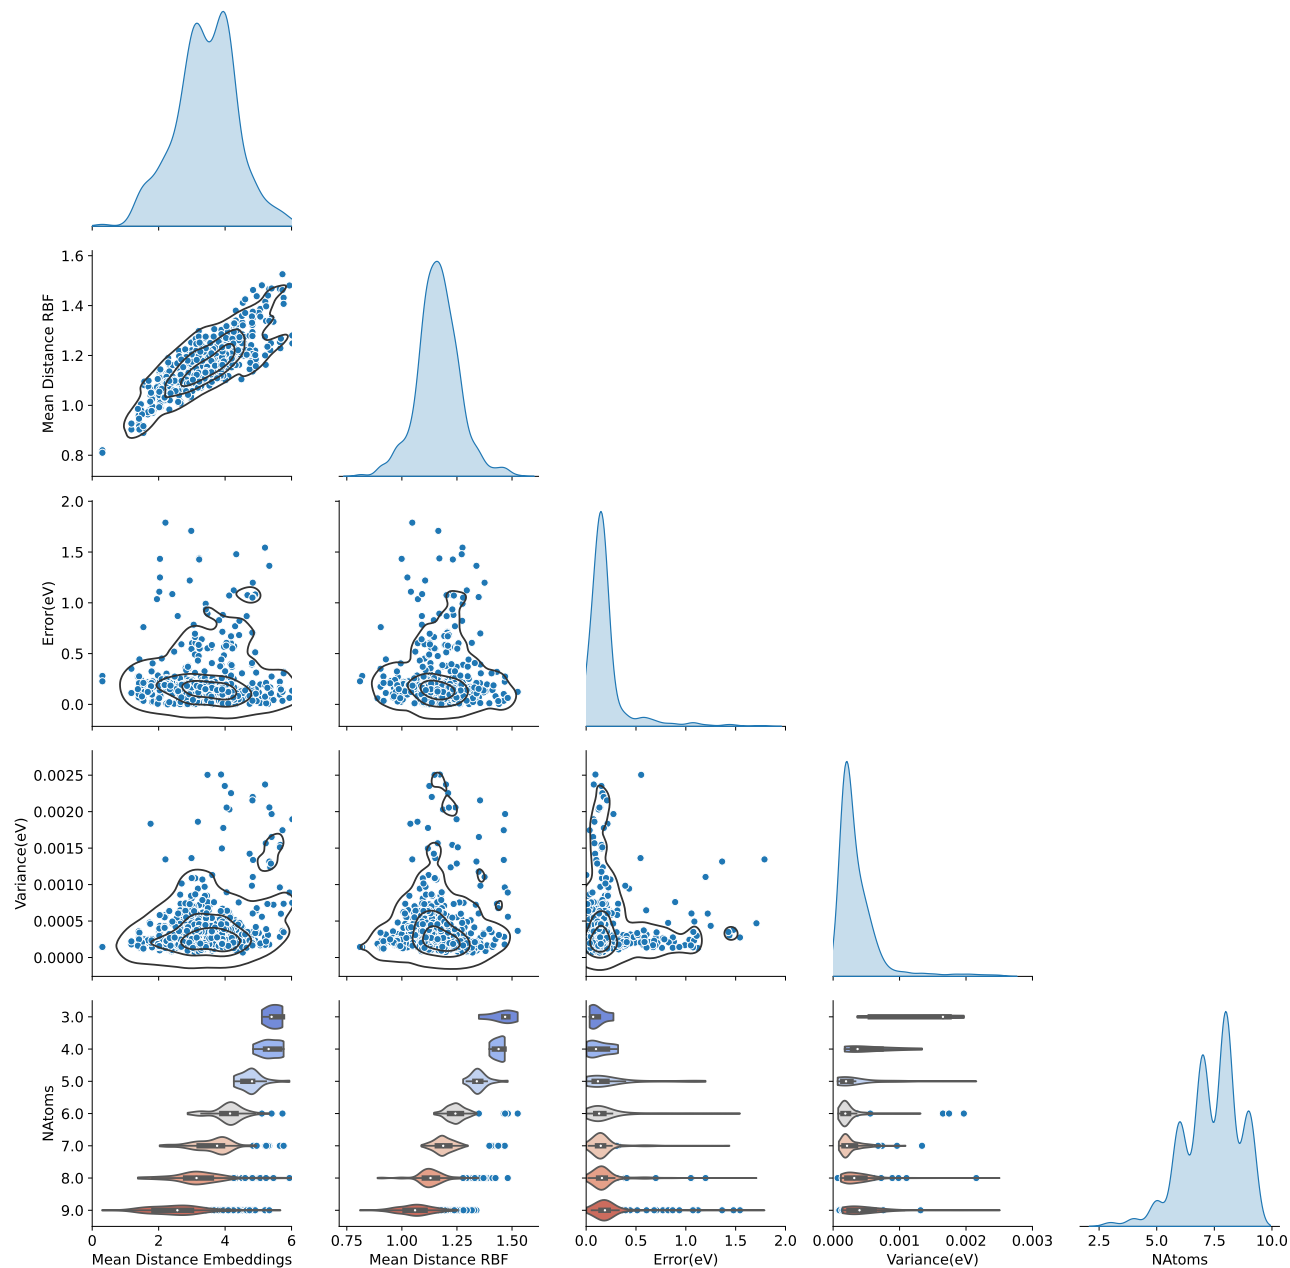 1.6
1.4
1.2
1.0
0.8
Mean Distance RBF
2.0
1.5
1.0
0.5
0.0
Error(eV)
0.0025
0.0020
0.0015
0.0010
0.0005
0.0000
Variance(eV)
3.0
4.0
5.0
6.0
7.0
8.0
9.0
NAtoms
0 2 4 6
Mean Distance Embeddings
0.75 1.00 1.25 1.50
Mean Distance RBF
0.0 0.5 1.0 1.5 2.0
Error(eV)
0.000 0.001 0.002 0.003
Variance(eV)
2.5 5.0 7.5 10.0
NAtoms